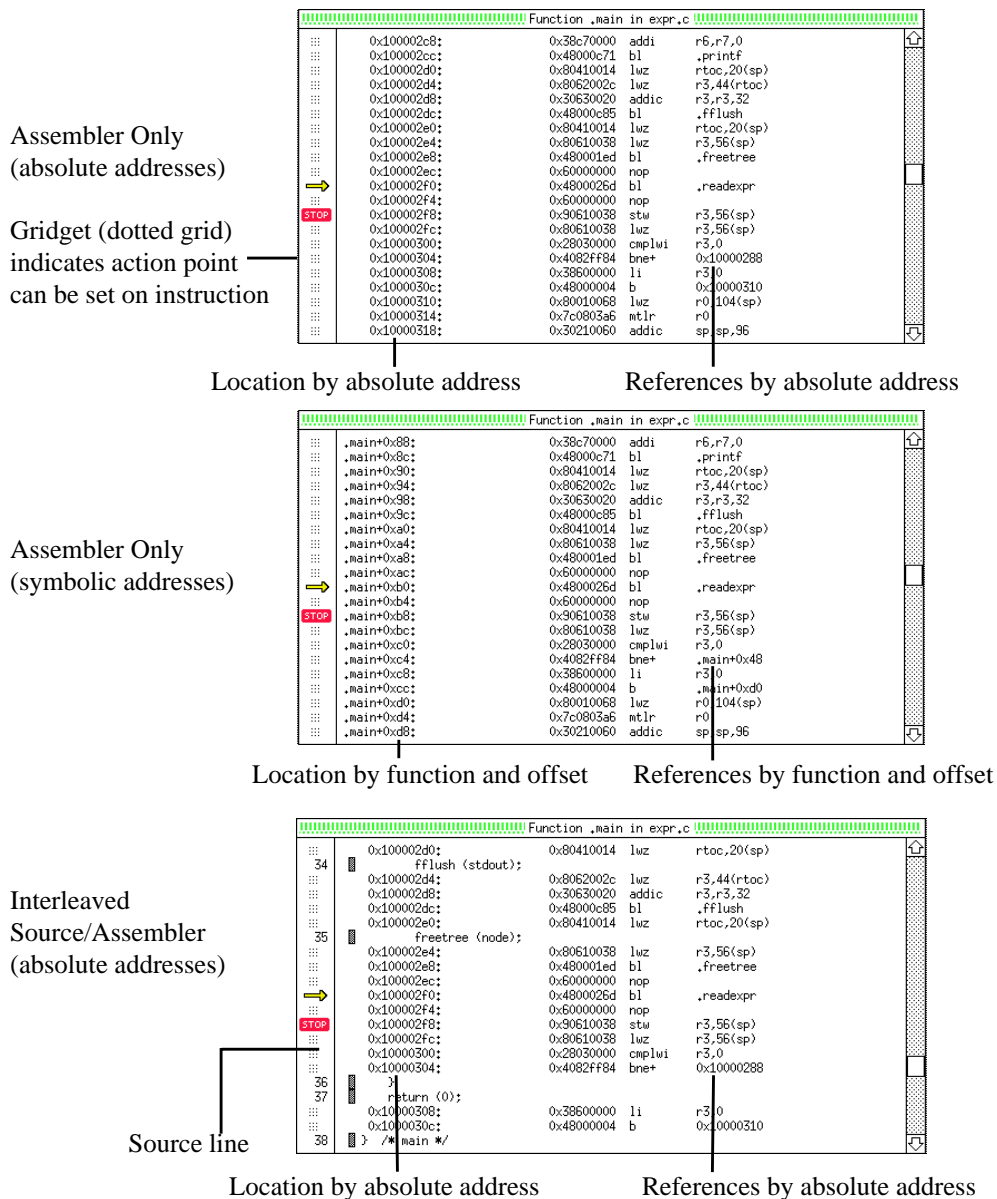 Function .main in expr.c
0x100002c8: 0x38c70000 addi r6,r7,0
0x100002cc: 0x48000c71 bl .printf
0x100002d0: 0x80410014 lwz rtoc,20(sp)
0x100002d4: 0x8062002c lwz r3,44(rtoc)
0x100002d8: 0x30630020 addic r3,r3,32
0x100002dc: 0x48000c85 bl .fflush
0x100002e0: 0x80410014 lwz rtoc,20(sp)
0x100002e4: 0x80610038 lwz r3,56(sp)
0x100002e8: 0x480001ed bl .freetree
0x100002ec: 0x60000000 nop
0x100002f0: 0x4800026d bl .readexpr
0x100002f4: 0x60000000 nop
STOP 0x100002f8: 0x90610038 stw r3,56(sp)
0x100002fc: 0x80610038 lwz r3,56(sp)
0x10000300: 0x28030000 cmplwi r3,0
0x10000304: 0x4082ff84 bne+ 0x10000288
0x10000308: 0x38600000 li r3,0
0x1000030c: 0x48000004 b 0x10000310
0x10000310: 0x80010068 lwz r0,104(sp)
0x10000314: 0x7c0803a6 mtlr r0
0x10000318: 0x30210060 addic sp,sp,96
Assembler Only
(absolute addresses)
Gridget (dotted grid)
indicates action point
can be set on instruction
Location by absolute address
References by absolute address
Function .main in expr.c
.main+0x88: 0x38c70000 addi r6,r7,0
.main+0x8c: 0x48000c71 bl .printf
.main+0x90: 0x80410014 lwz rtoc,20(sp)
.main+0x94: 0x8062002c lwz r3,44(rtoc)
.main+0x98: 0x30630020 addic r3,r3,32
.main+0x9c: 0x48000c85 bl .fflush
.main+0xa0: 0x80410014 lwz rtoc,20(sp)
.main+0xa4: 0x80610038 lwz r3,56(sp)
.main+0xa8: 0x480001ed bl .freetree
.main+0xac: 0x60000000 nop
.main+0xb0: 0x4800026d bl .readexpr
.main+0xb4: 0x60000000 nop
STOP .main+0xb8: 0x90610038 stw r3,56(sp)
.main+0xbc: 0x80610038 lwz r3,56(sp)
.main+0xc0: 0x28030000 cmplwi r3,0
.main+0xc4: 0x4082ff84 bne+ .main+0x48
.main+0xc8: 0x38600000 li r3,0
.main+0xcc: 0x48000004 b .main+0xd0
.main+0xd0: 0x80010068 lwz r0,104(sp)
.main+0xd4: 0x7c0803a6 mtlr r0
.main+0xd8: 0x30210060 addic sp,sp,96
Assembler Only
(symbolic addresses)
Location by function and offset
References by function and offset
Function .main in expr.c
0x100002d0: 0x80410014 lwz rtoc,20(sp)
34 fflush (stdout);
0x100002d4: 0x8062002c lwz r3,44(rtoc)
0x100002d8: 0x30630020 addic r3,r3,32
0x100002dc: 0x48000c85 bl .fflush
0x100002e0: 0x80410014 lwz rtoc,20(sp)
35 freetree (node);
0x100002e4: 0x80610038 lwz r3,56(sp)
0x100002e8: 0x480001ed bl .freetree
0x100002ec: 0x60000000 nop
0x100002f0: 0x4800026d bl .readexpr
0x100002f4: 0x60000000 nop
STOP 0x100002f8: 0x90610038 stw r3,56(sp)
0x100002fc: 0x80610038 lwz r3,56(sp)
0x10000300: 0x28030000 cmplwi r3,0
0x10000304: 0x4082ff84 bne+ 0x10000288
36 }
37 return (0);
0x10000308: 0x38600000 li r3,0
0x1000030c: 0x48000004 b 0x10000310
38 } /* main */
Interleaved
Source/Assembler
(absolute addresses)
Source line
Location by absolute address
References by absolute address